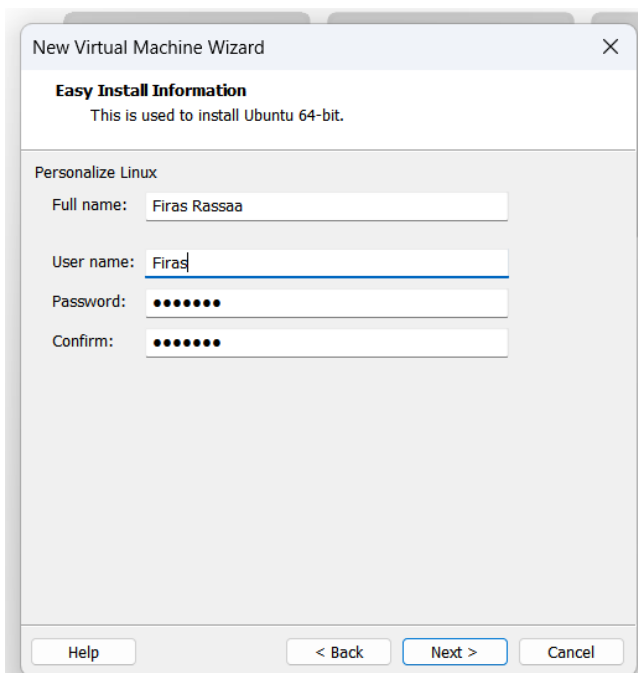 New Virtual Machine Wizard
Easy Install Information
This is used to install Ubuntu 64-bit.
Personalize Linux
Full name: Firas Rassaa
User name: Firas
Password: •••••••
Confirm: •••••••
Help < Back Next > Cancel